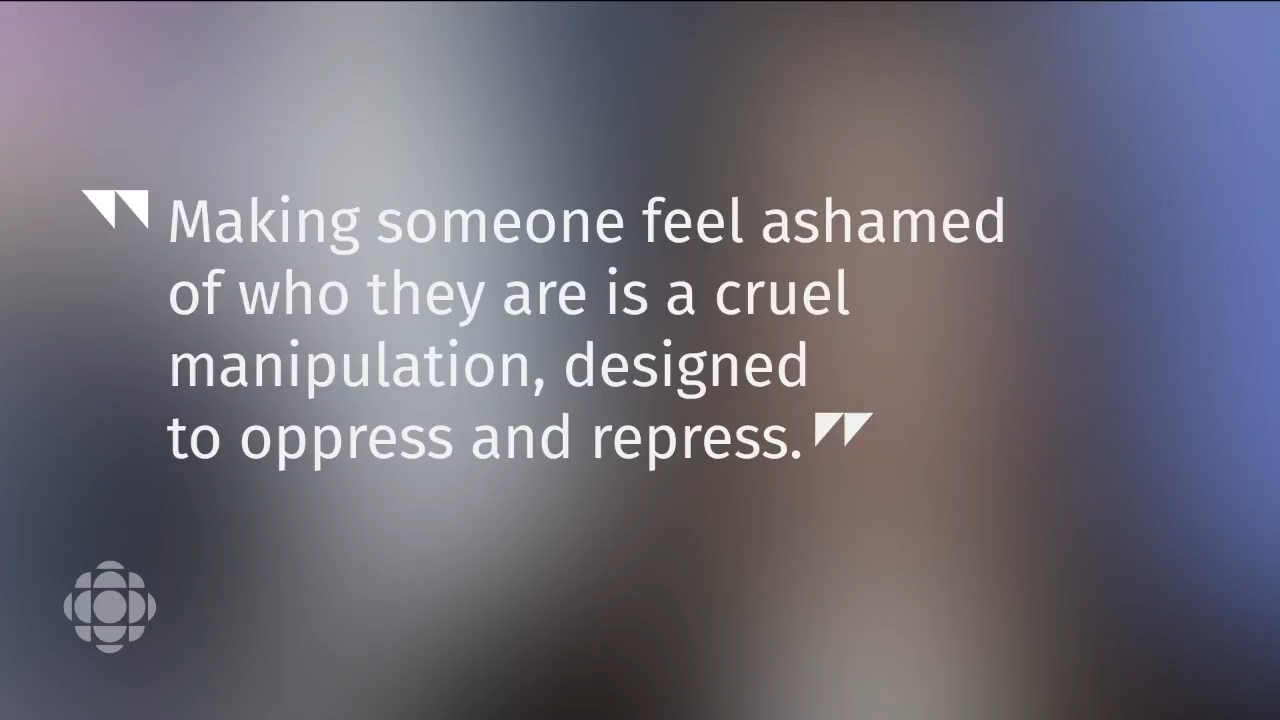 "Making someone feel ashamed
of who they are is a cruel
manipulation, designed
to oppress and repress."